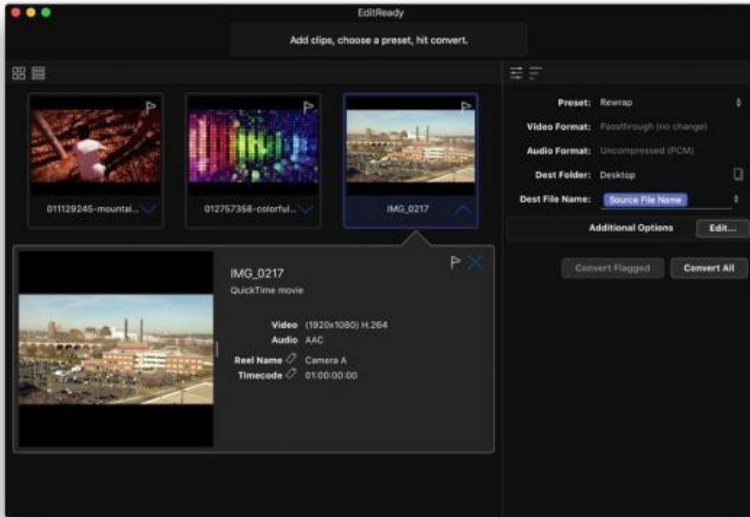 EditReady
Add clips, choose a preset, hit convert.
011129245-mountai...
012757358-colorful...
IMG_0217
Preset: Rewrap
Video Format: Passthrough (no change)
Audio Format: Uncompressed (PCM)
Dest Folder: Desktop
Dest File Name: Source File Name
Additional Options Edit...
Convert Flagged Convert All
IMG_0217
QuickTime movie
Video (1920x1080) H.264
Audio AAC
Reel Name Camera A
Timecode 01:00:00:00